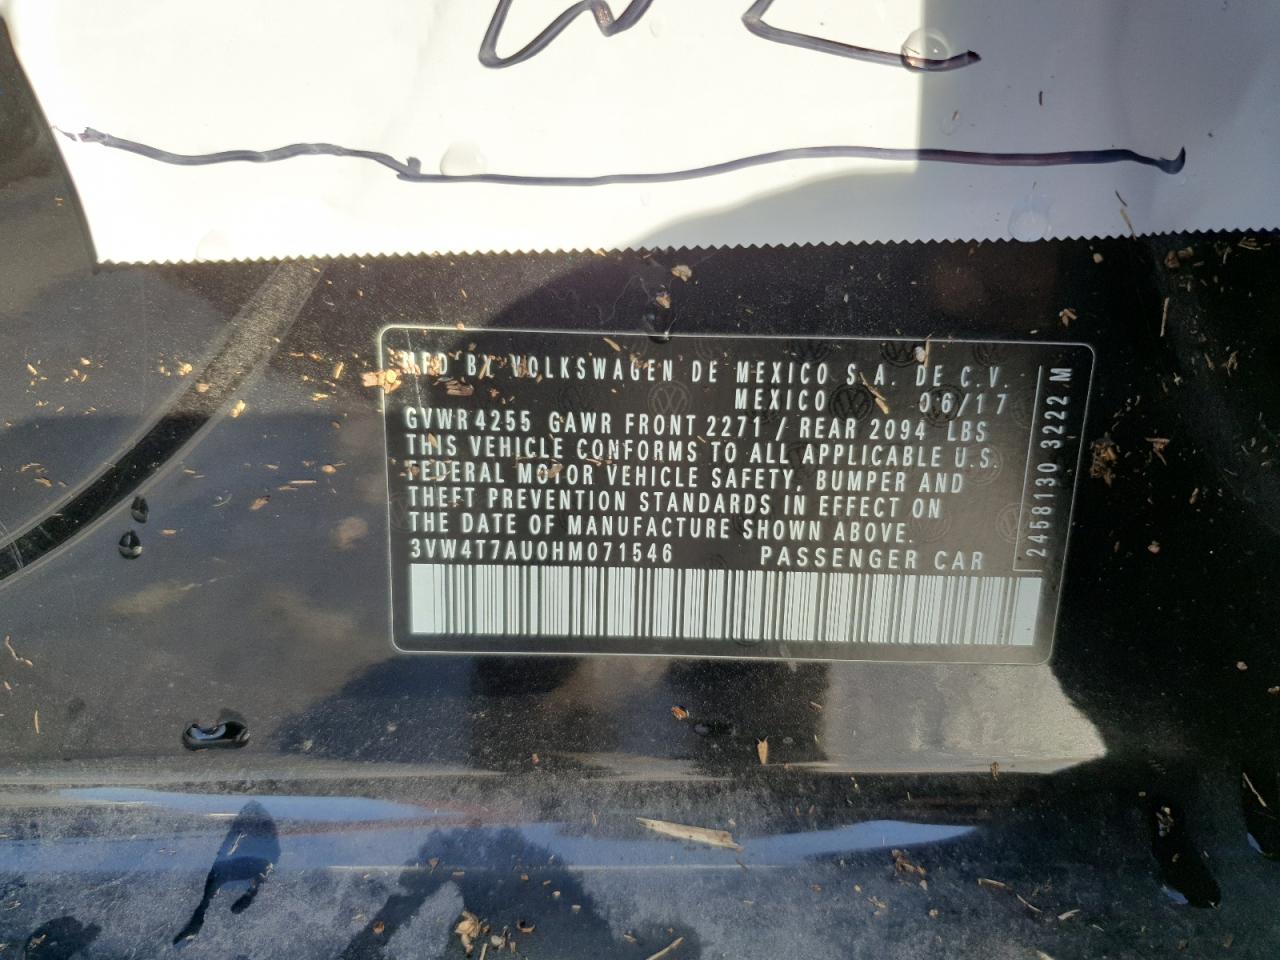 MFD BY VOLKSWAGEN DE MEXICO S.A. DE C.V.
MEXICO 06/17
GVWR 4255 GAWR FRONT 2271 / REAR 2094 LBS
THIS VEHICLE CONFORMS TO ALL APPLICABLE U.S.
FEDERAL MOTOR VEHICLE SAFETY, BUMPER AND
THEFT PREVENTION STANDARDS IN EFFECT ON
THE DATE OF MANUFACTURE SHOWN ABOVE.
3VW4T7AU0HM071546 PASSENGER CAR
2458130 3222 M